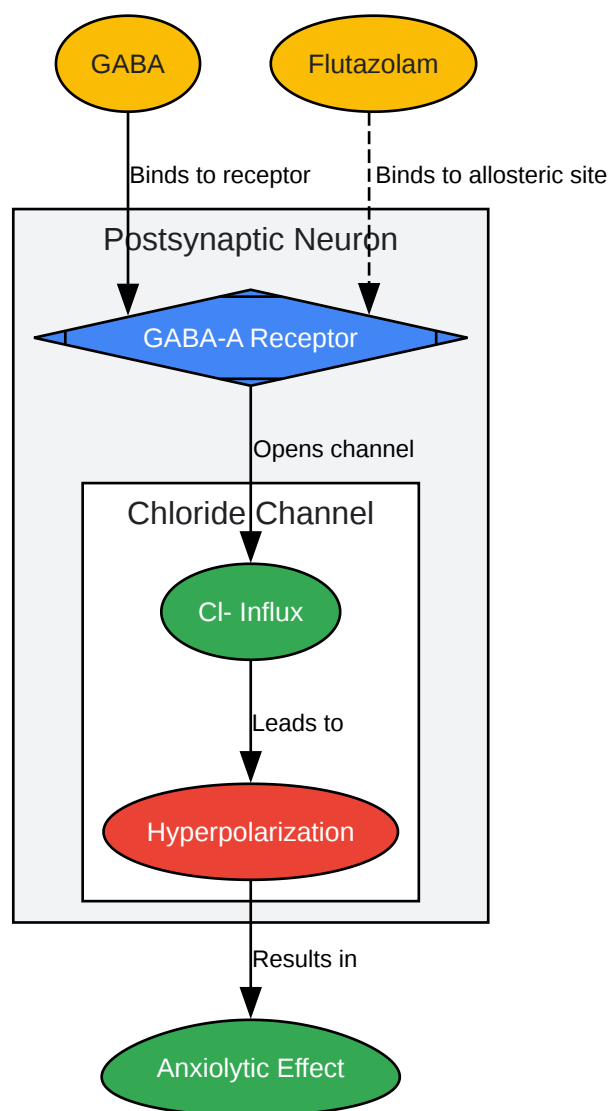 GABA
Flutazolam
Binds to receptor
Binds to allosteric site
Postsynaptic Neuron
GABA-A Receptor
Opens channel
Chloride Channel
Cl- Influx
Leads to
Hyperpolarization
Results in
Anxiolytic Effect